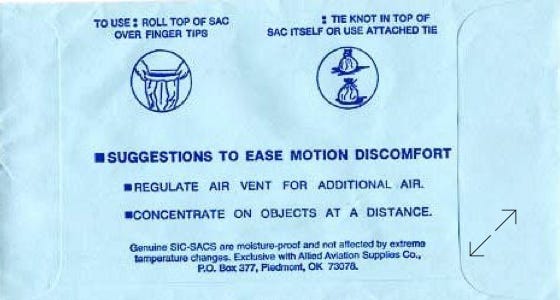 TO USE: ROLL TOP OF SAC
OVER FINGER TIPS
: TIE KNOT IN TOP OF
SAC ITSELF OR USE ATTACHED TIE
■SUGGESTIONS TO EASE MOTION DISCOMFORT
■REGULATE AIR VENT FOR ADDITIONAL AIR.
■CONCENTRATE ON OBJECTS AT A DISTANCE.
Genuine SIC-SACS are moisture-proof and not affected by extreme
temperature changes. Exclusive with Allied Aviation Supplies Co.,
P.O. Box 377, Piedmont, OK 73078.